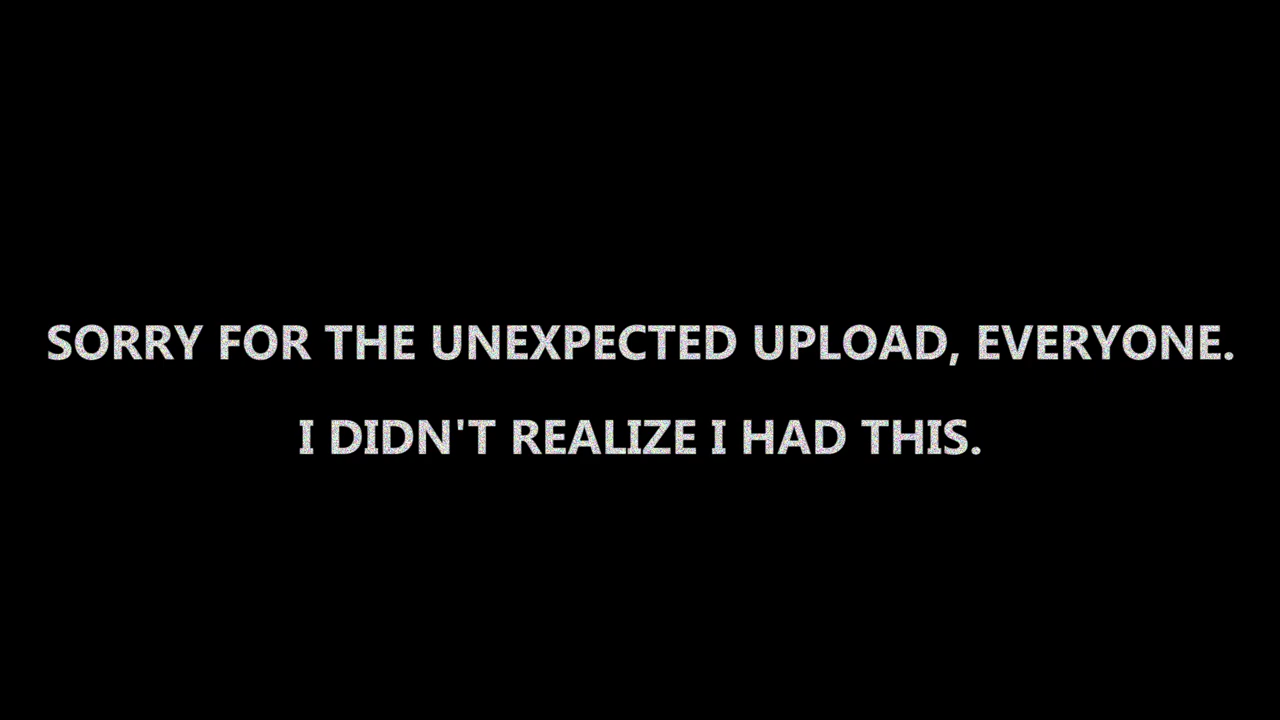 SORRY FOR THE UNEXPECTED UPLOAD, EVERYONE.
I DIDN'T REALIZE I HAD THIS.